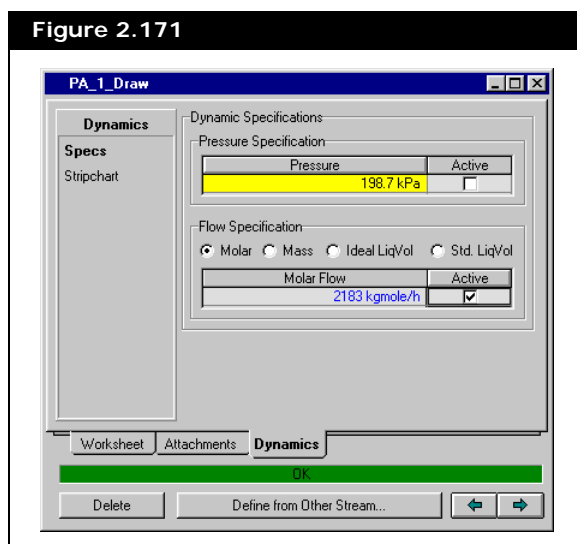 Figure 2.171
PA_1_Draw
Dynamics
Specs
Stripchart
Dynamic Specifications
Pressure Specification
Pressure Active
198.7 kPa
Flow Specification
Molar Mass Ideal LiqVol Std. LiqVol
Molar Flow Active
2183 kgmole/h
Worksheet Attachments Dynamics
OK
Delete Define from Other Stream...